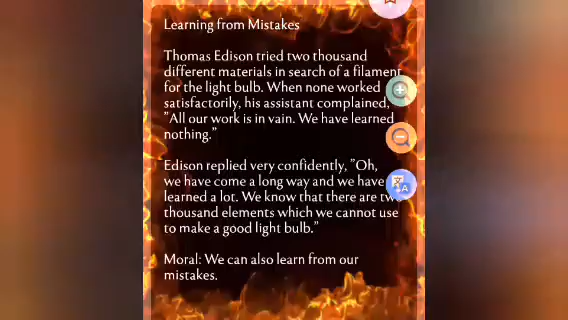 Learning from Mistakes
Thomas Edison tried two thousand
different materials in search of a filament
for the light bulb. When none worked
satisfactorily, his assistant complained,
"All our work is in vain. We have learned
nothing."
Edison replied very confidently, "Oh,
we have come a long way and we have
learned a lot. We know that there are two
thousand elements which we cannot use
to make a good light bulb."
Moral: We can also learn from our
mistakes.